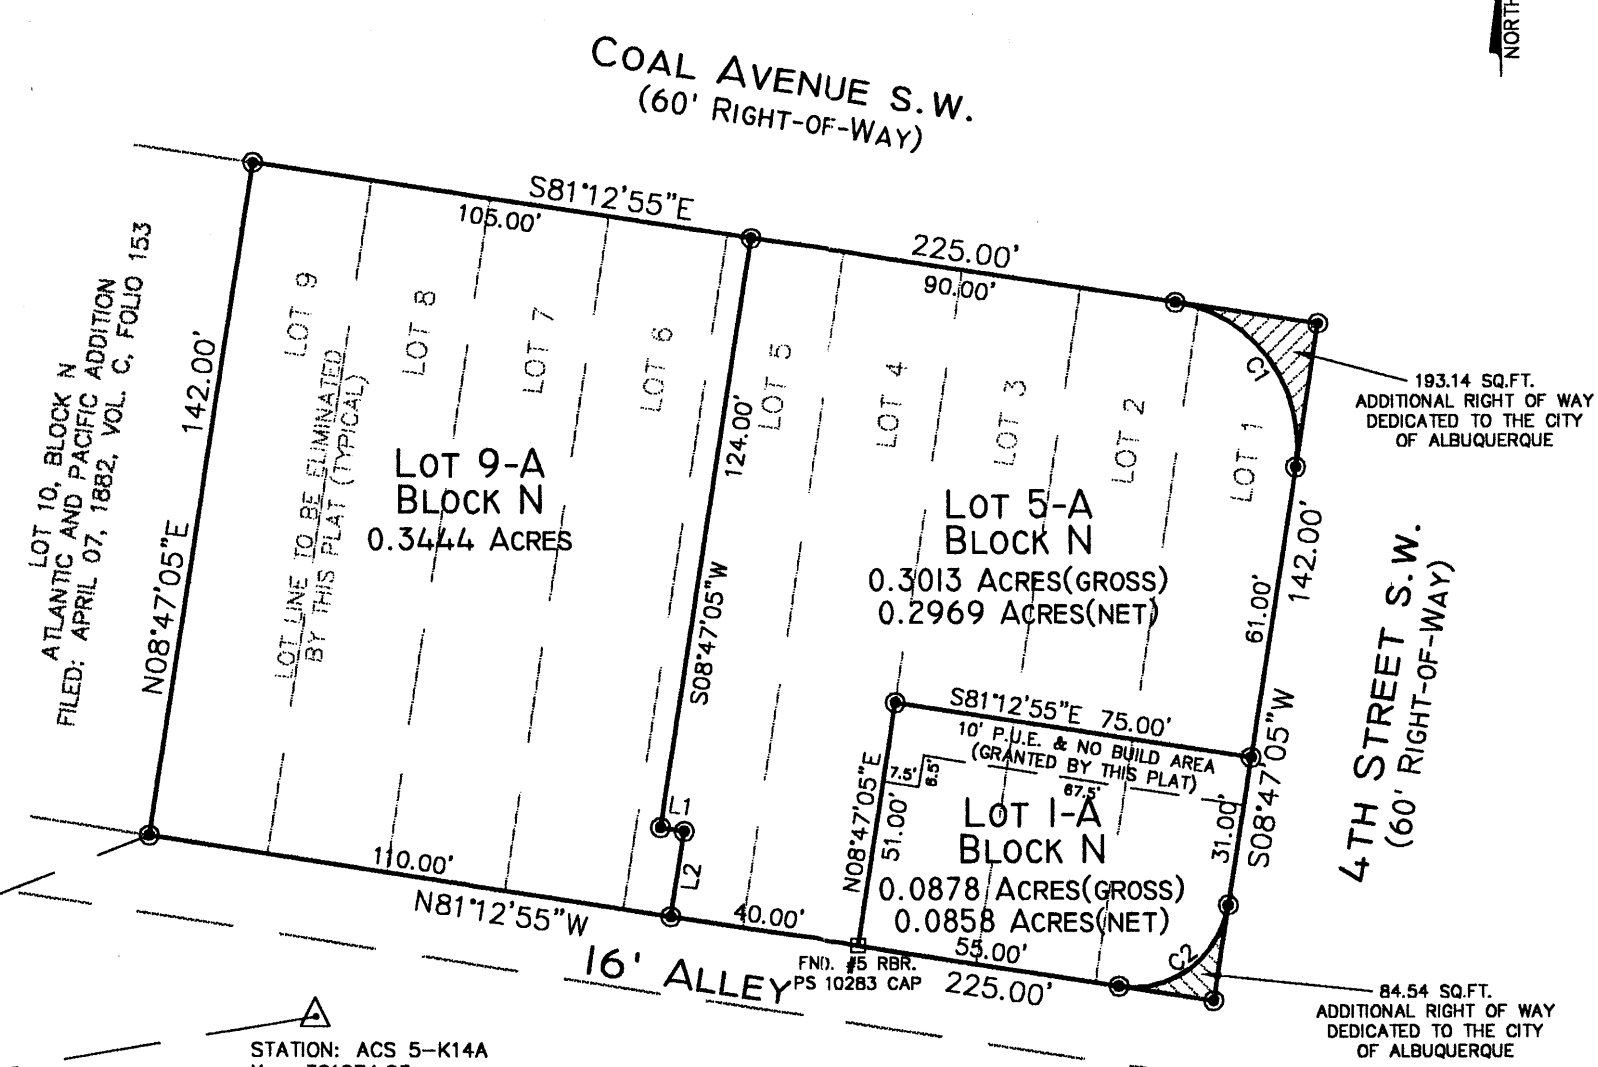 NORTH
COAL AVENUE S.W.
(60' RIGHT-OF-WAY)
S81°12'55"E
105.00'
225.00'
90.00'
LOT 10, BLOCK N
ATLANTIC AND PACIFIC ADDITION
FILED: APRIL 07, 1882, VOL. C, FOLIO 153
142.00'
N08°47'05"E
LOT 9
LOT 8
LOT 7
LOT 6
LOT 5
LOT 4
LOT 3
LOT 2
LOT 1
LOT LINE TO BE ELIMINATED
BY THIS PLAT (TYPICAL)
LOT 9-A
BLOCK N
0.3444 ACRES
124.00'
S08°47'05"W
C1
193.14 SQ.FT.
ADDITIONAL RIGHT OF WAY
DEDICATED TO THE CITY
OF ALBUQUERQUE
LOT 5-A
BLOCK N
0.3013 ACRES(GROSS)
0.2969 ACRES(NET)
61.00'
142.00'
S08°47'05"W
4TH STREET S.W.
(60' RIGHT-OF-WAY)
S81°12'55"E 75.00'
10' P.U.E. & NO BUILD AREA
(GRANTED BY THIS PLAT)
7.5'
6.5'
67.5'
N08°47'05"E
51.00'
31.00'
LOT 1-A
BLOCK N
0.0878 ACRES(GROSS)
0.0858 ACRES(NET)
L1
L2
110.00'
N81°12'55"W
40.00'
55.00'
C2
16' ALLEY
FND. #5 RBR.
PS 10283 CAP
225.00'
84.54 SQ.FT.
ADDITIONAL RIGHT OF WAY
DEDICATED TO THE CITY
OF ALBUQUERQUE
STATION: ACS 5-K14A